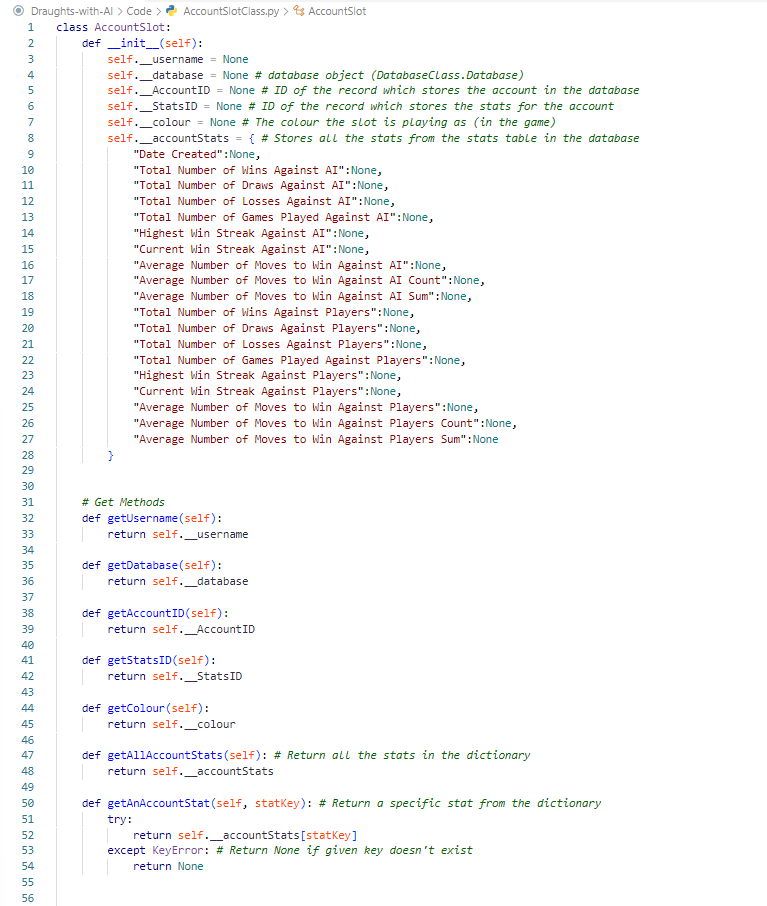 Draughts-with-AI > Code > AccountSlotClass.py > AccountSlot
1 class AccountSlot:
2     def __init__(self):
3         self.__username = None
4         self.__database = None # database object (DatabaseClass.Database)
5         self.__AccountID = None # ID of the record which stores the account in the database
6         self.__StatsID = None # ID of the record which stores the stats for the account
7         self.__colour = None # The colour the slot is playing as (in the game)
8         self.__accountStats = { # Stores all the stats from the stats table in the database
9             "Date Created":None,
10             "Total Number of Wins Against AI":None,
11             "Total Number of Draws Against AI":None,
12             "Total Number of Losses Against AI":None,
13             "Total Number of Games Played Against AI":None,
14             "Highest Win Streak Against AI":None,
15             "Current Win Streak Against AI":None,
16             "Average Number of Moves to Win Against AI":None,
17             "Average Number of Moves to Win Against AI Count":None,
18             "Average Number of Moves to Win Against AI Sum":None,
19             "Total Number of Wins Against Players":None,
20             "Total Number of Draws Against Players":None,
21             "Total Number of Losses Against Players":None,
22             "Total Number of Games Played Against Players":None,
23             "Highest Win Streak Against Players":None,
24             "Current Win Streak Against Players":None,
25             "Average Number of Moves to Win Against Players":None,
26             "Average Number of Moves to Win Against Players Count":None,
27             "Average Number of Moves to Win Against Players Sum":None
28         }
29
30
31     # Get Methods
32     def getUsername(self):
33         return self.__username
34
35     def getDatabase(self):
36         return self.__database
37
38     def getAccountID(self):
39         return self.__AccountID
40
41     def getStatsID(self):
42         return self.__StatsID
43
44     def getColour(self):
45         return self.__colour
46
47     def getAllAccountStats(self): # Return all the stats in the dictionary
48         return self.__accountStats
49
50     def getAnAccountStat(self, statKey): # Return a specific stat from the dictionary
51         try:
52             return self.__accountStats[statKey]
53         except KeyError: # Return None if given key doesn't exist
54             return None
55
56